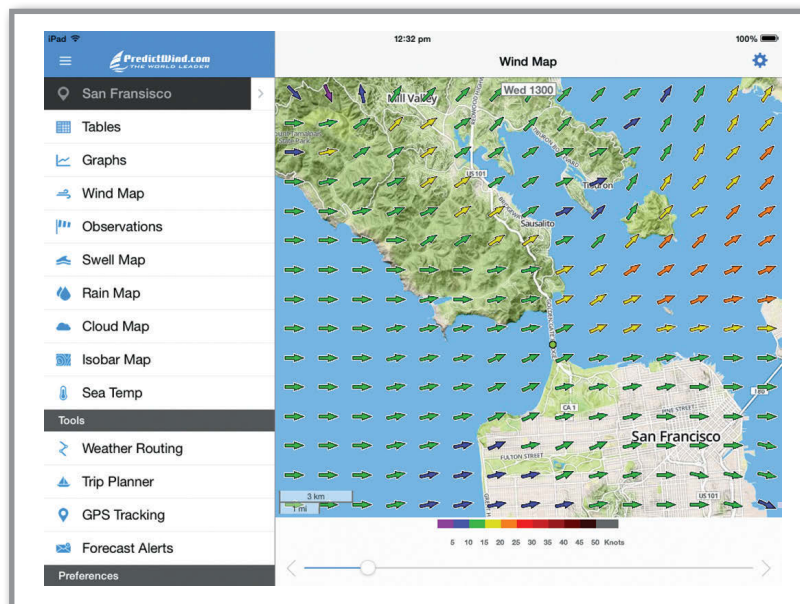 iPad
12:32 pm
100%
PredictWind.com
THE WORLD LEADER
Wind Map
San Fransisco
Tables
Graphs
Wind Map
Observations
Swell Map
Rain Map
Cloud Map
Isobar Map
Sea Temp
Tools
Weather Routing
Trip Planner
GPS Tracking
Forecast Alerts
Preferences
Wed 1300
Mill Valley
US 101
Tiburon
Sausalito
CA 1
PINE STREET
San Francisco
FULTON STREET
US 101
3 km
1 mi
5 10 15 20 25 30 35 40 45 50 Knots